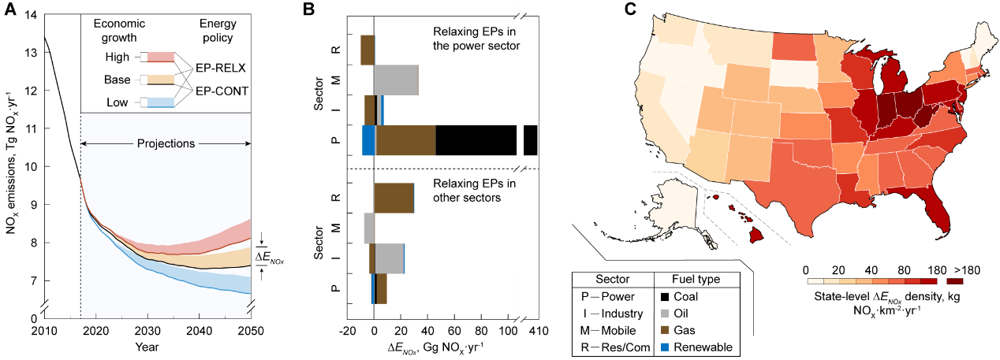 A
14
13
12
11
10
9
8
7
0
NOX emissions, Tg NOX·yr-1
Economic growth
Energy policy
High
Base
Low
EP-RELX
EP-CONT
Projections
ΔENOx
2010
2020
2030
2040
2050
Year
B
Relaxing EPs in
the power sector
R
M
I
P
Sector
Relaxing EPs in
other sectors
R
M
I
P
Sector
-20
0
20
40
60
80
100
410
ΔENOx, Gg NOX·yr-1
C
Sector
Fuel type
P—Power
Coal
I—Industry
Oil
M—Mobile
Gas
R—Res/Com
Renewable
0
20
40
80
180
>180
State-level ΔENOx density, kg
NOX·km-2·yr-1